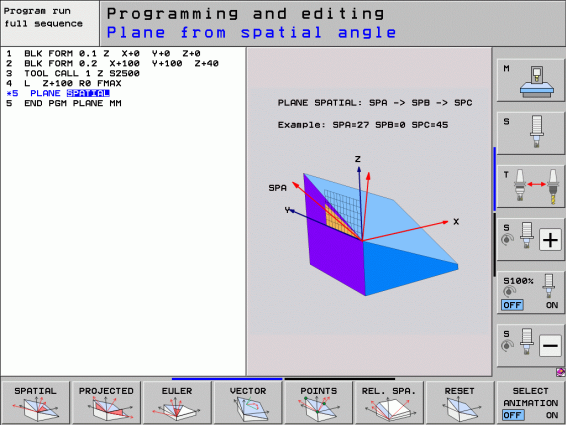 Program run
full sequence
Programming and editing
Plane from spatial angle
1 BLK FORM 0.1 Z X+0 Y+0 Z+0
2 BLK FORM 0.2 X+100 Y+100 Z+40
3 TOOL CALL 1 Z S2500
4 L Z+100 R0 FMAX
*5 PLANE SPATIAL
5 END PGM PLANE MM
PLANE SPATIAL: SPA -> SPB -> SPC
Example: SPA=27 SPB=0 SPC=45
Z
SPA
Y
X
M
S
T
S
+
S100%
OFF ON
S
−
SPATIAL PROJECTED EULER VECTOR POINTS RELA. SPA. RESET SELECT
ANIMATION
OFF ON